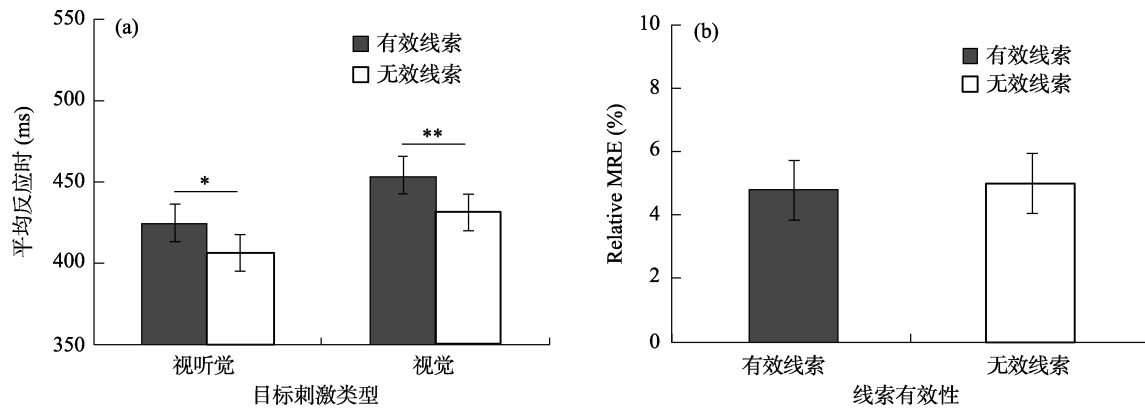 (a)
有效线索
无效线索
550
500
450
400
350
平均反应时 (ms)
*
**
视听觉
视觉
目标刺激类型
(b)
有效线索
无效线索
10
8
6
4
2
0
Relative MRE (%)
有效线索
无效线索
线索有效性